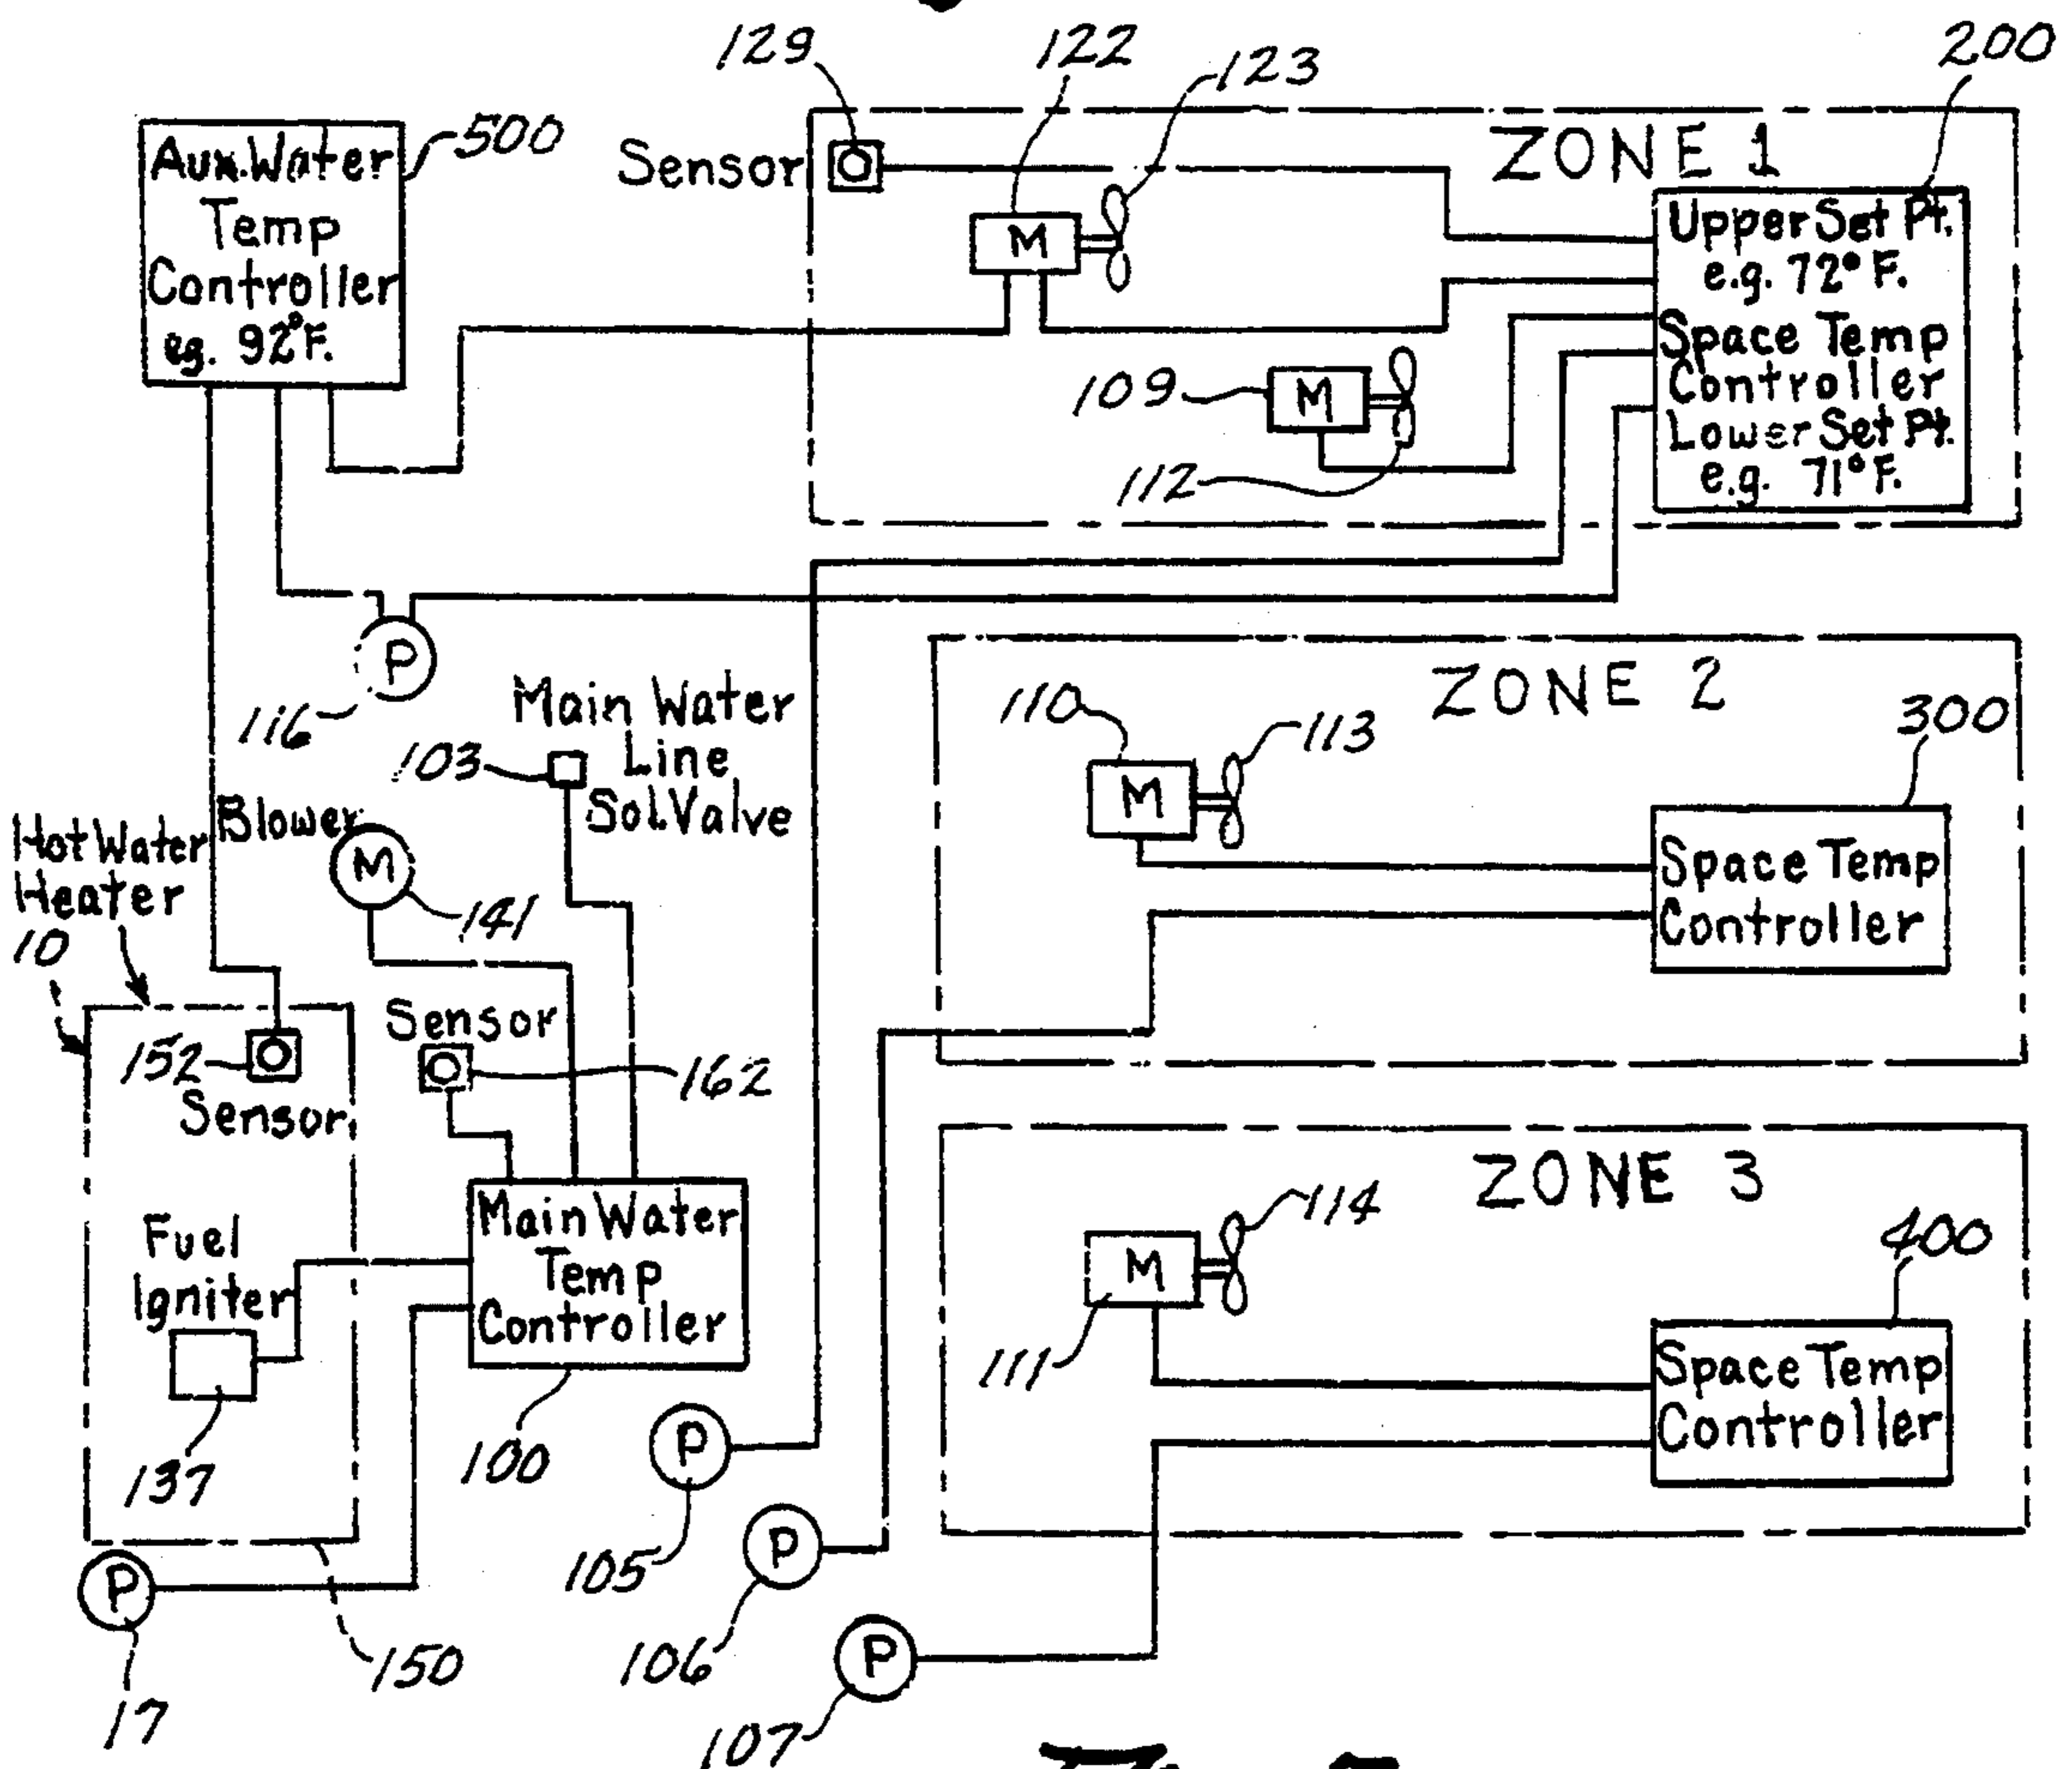 129
122
123
200
500
Aux. Water
Temp
Controller
eg. 92°F.
Sensor
ZONE 1
M
Upper Set Pt.
e.g. 72° F.
Space Temp
Controller
Lower Set Pt.
e.g. 71° F.
109
M
112
P
116
Main Water
Line
Sol. Valve
103
ZONE 2
110
113
300
M
Space Temp
Controller
Hot Water
Heater
10
Blower
M
141
Sensor
162
152
Sensor
Main Water
Temp
Controller
100
Fuel
Igniter
137
ZONE 3
114
400
M
111
Space Temp
Controller
P
105
P
106
P
107
P
17
150